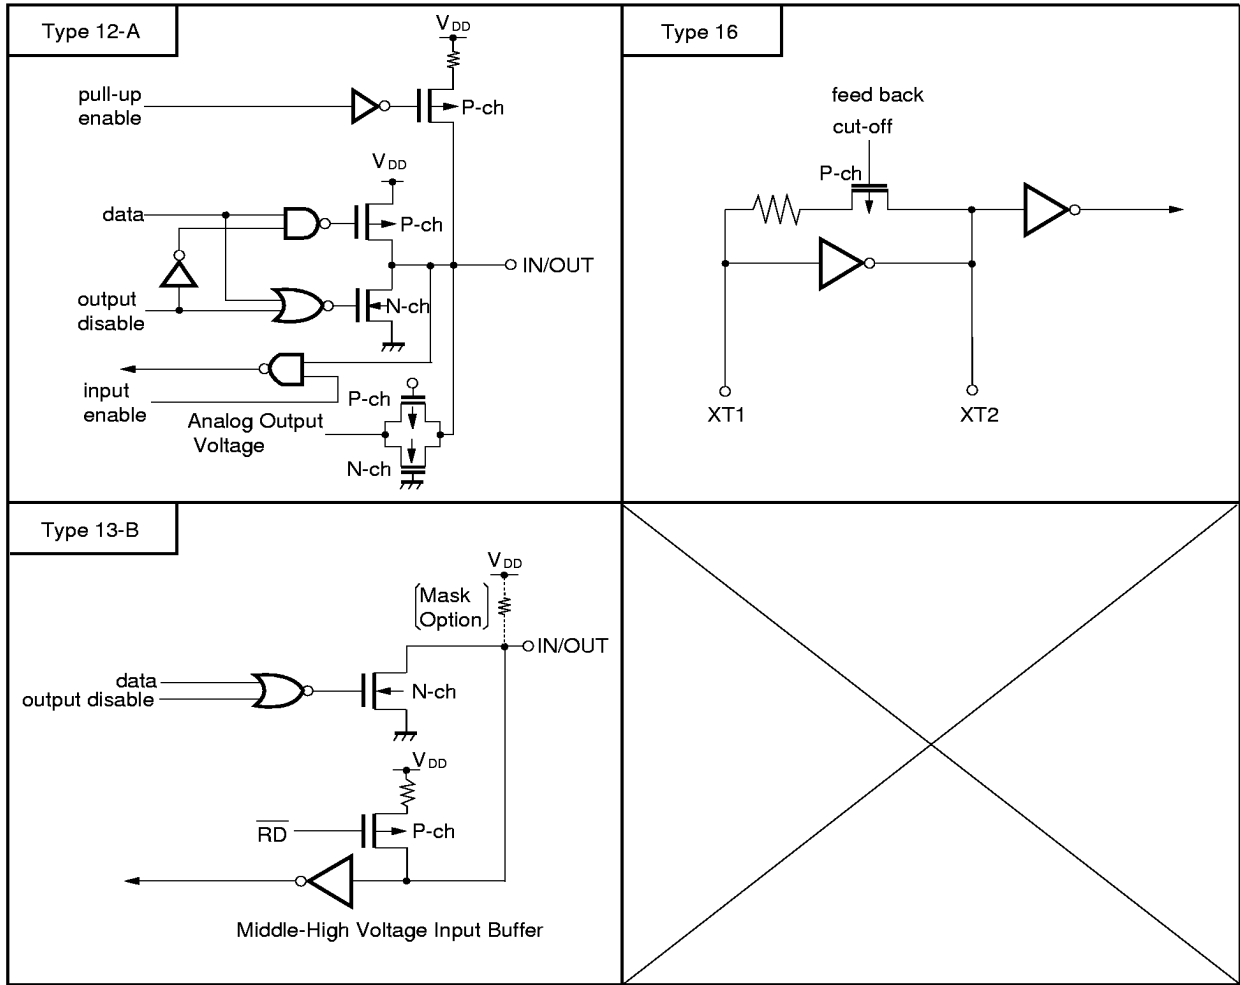 Type 12-A
VDD
pull-up
enable
P-ch
VDD
data
P-ch
IN/OUT
output
disable
N-ch
input
enable
P-ch
Analog Output
Voltage
N-ch
Type 16
feed back
cut-off
P-ch
XT1
XT2
Type 13-B
VDD
Mask
Option
IN/OUT
data
output disable
N-ch
VDD
R̅D̅
P-ch
Middle-High Voltage Input Buffer